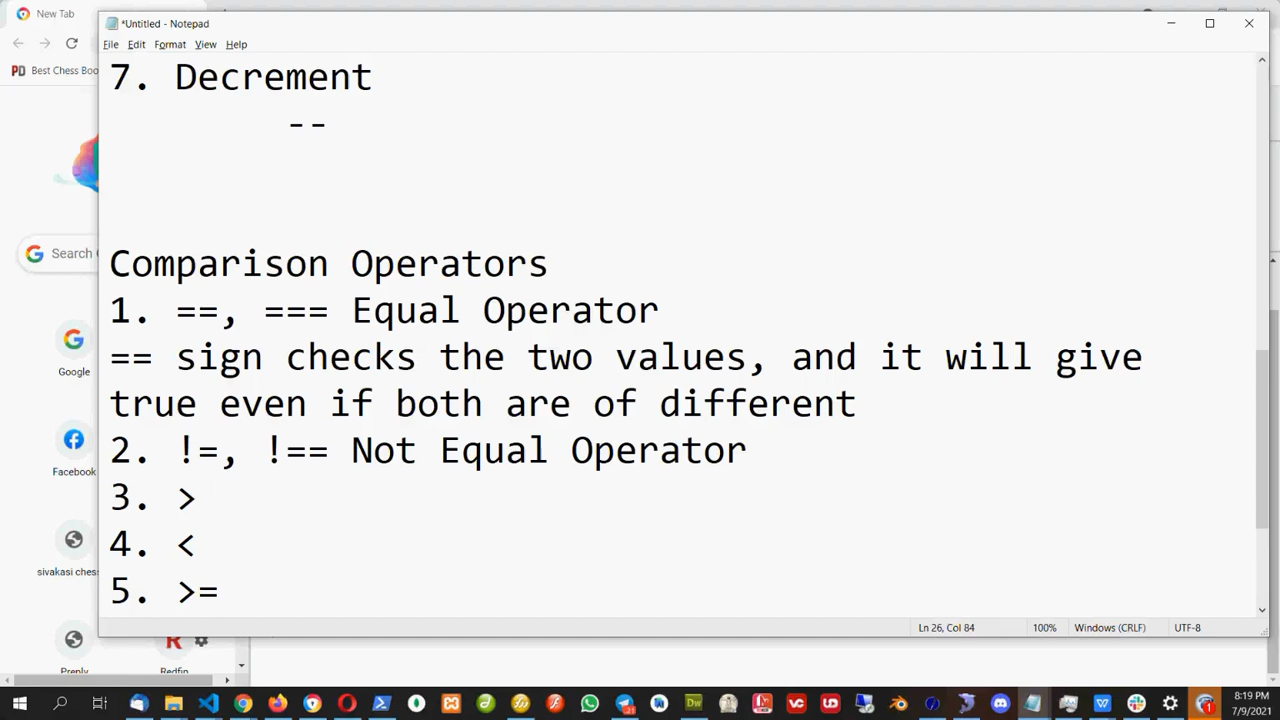 New Tab
*Untitled - Notepad
File Edit Format View Help
Best Chess Boo
7. Decrement
--
Comparison Operators
1. ==, === Equal Operator
== sign checks the two values, and it will give
true even if both are of different
2. !=, !== Not Equal Operator
3. >
4. <
5. >=
Search
Google
Facebook
sivakasi chess
Preply
Redfin
Ln 26, Col 84
100%
Windows (CRLF)
UTF-8
8:19 PM
7/9/2021